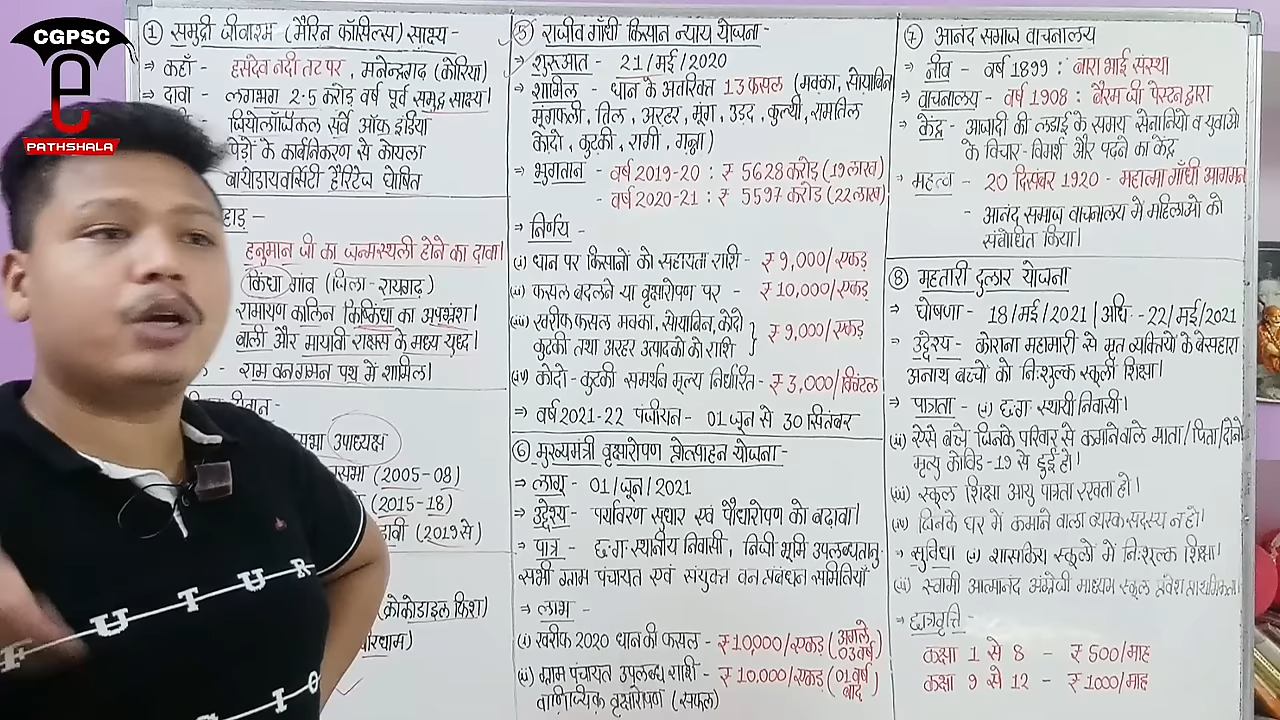 CGPSC
PATHSHALA
① समुद्री जीवाश्म (मैरिन फॉसिल्स) साक्ष्य -
⇒ कहाँ - हसदेव नदी तट पर, मनेन्द्रगढ़ (कोरिया)
⇒ दावा - लगभग 2.5 करोड़ वर्ष पूर्व समुद्र साक्ष्य।
जियोलॉजिकल सर्वे ऑफ इंडिया
पेड़ों के कार्बनिकरण से कोयला
बायोडायवर्सिटी हैरिटेज घोषित
हनुमान जी का जन्मस्थली होने का दावा।
किंधा गांव (जिला - रायगढ़)
रामायण कालिन किष्किंधा का अपभ्रंश।
बाली और मायावी राक्षस के मध्य युध्द।
राम वनगमन पथ में शामिल।
सभा उपाध्यक्ष
यसभा (2005-08)
(2015-18)
(2019 से)
(क्रोकोडाइल फिश)
⑤ राजीव गाँधी किसान न्याय योजना -
⇒ शुरूआत - 21/मई/2020
⇒ शामिल - धान के अतिरिक्त 13 फसल (मक्का, सोयाबिन
मूंगफली, तिल, अरहर, मूंग, उड़द, कुल्थी, रामतिल
कोदो, कुटकी, रागी, गन्ना)
⇒ भुगतान - वर्ष 2019-20 : ₹ 5628 करोड़ (19 लाख)
- वर्ष 2020-21 : ₹ 5597 करोड़ (22 लाख)
⇒ निर्णय -
(i) धान पर किसानों को सहायता राशि - ₹ 9,000/एकड़
(ii) फसल बदलने या वृक्षारोपण पर - ₹ 10,000/एकड़
(iii) खरीफ फसल मक्का, सोयाबिन, कोदो
कुटकी तथा अरहर उत्पादको को राशि } ₹ 9,000/एकड़
(iv) कोदो - कुटकी समर्थन मूल्य निर्धारित - ₹ 3,000/क्विंटल
⇒ वर्ष 2021-22 पंजीयन - 01 जून से 30 सितंबर
⑥ मुख्यमंत्री वृक्षारोपण प्रोत्साहन योजना -
⇒ लागू - 01/जून/2021
⇒ उद्देश्य - पर्यावरण सुधार एवं पौधारोपण को बढ़ावा।
⇒ पात्र - छ.ग. स्थानीय निवासी, निजी भूमि उपलब्धतानु.
सभी ग्राम पंचायत एवं संयुक्त वन प्रबंधन समितियाँ
⇒ लाभ -
(i) खरीफ 2020 धान की फसल - ₹ 10,000/एकड़ (अगले 03 वर्ष)
(ii) ग्राम पंचायत उपलब्ध राशि - ₹ 10,000/एकड़ (01 वर्ष बाद)
वाणिज्यिक वृक्षारोपण (सफल)
⑦ आनंद समाज वाचनालय
⇒ नींव - वर्ष 1899 : बारा भाई संस्था
⇒ वाचनालय - वर्ष 1908 : बैरम जी पेस्टन द्वारा
⇒ केंद्र - आजादी की लड़ाई के समय सेनानियों व युवाओ
के विचार - विमर्श और पढ़ने का केंद्र
⇒ महत्व - 20 दिसंबर 1920 - महात्मा गाँधी आगमन
- आनंद समाज वाचनालय में महिलाओं को
संबोधित किया।
⑧ महतारी दुलार योजना
⇒ घोषणा - 18/मई/2021 | अधि. - 22/मई/2021
⇒ उद्देश्य - कोराना महामारी से मृत व्यक्तियों के बेसहारा
अनाथ बच्चों को निःशुल्क स्कूली शिक्षा।
⇒ पात्रता - (i) छ.ग. स्थायी निवासी।
(ii) ऐसे बच्चे जिनके परिवार से कमाने वाले माता/पिता/दोनों
मृत्यु कोविड-19 से हुई हो।
(iii) स्कूल शिक्षा आयु पात्रता रखता हो।
(iv) जिनके घर में कमाने वाला व्यस्क सदस्य न हो।
⇒ सुविधा (i) शासकिय स्कूलों में निःशुल्क शिक्षा।
(ii) स्वामी आत्मानंद अंग्रेजी माध्यम स्कूल प्रवेश प्राथमिकता।
⇒ छात्रवृत्ति -
कक्षा 1 से 8 - ₹ 500/माह
कक्षा 9 से 12 - ₹ 1000/माह